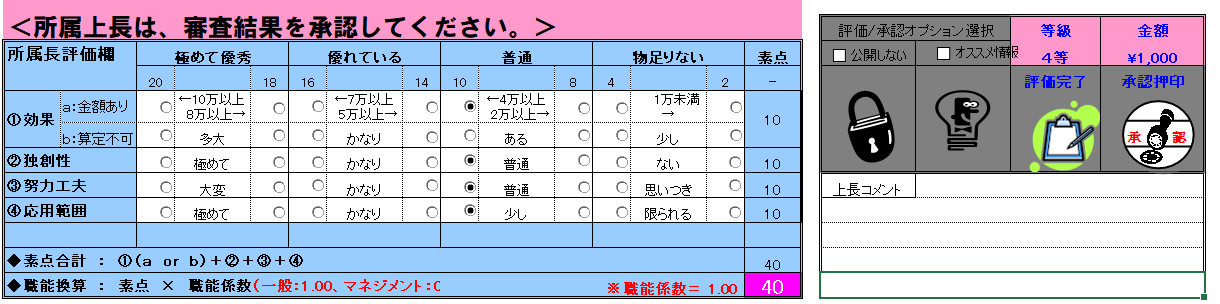 ＜所属上長は、審査結果を承認してください。＞
所属長評価欄 極めて優秀 優れている 普通 物足りない 素点
20 18 16 14 10 8 4 2 －
①効果 a:金額あり ←10万以上 8万以上→ ←7万以上 5万以上→ ←4万以上 2万以上→ 1万未満 → 10
b:算定不可 多大 かなり ある 少し
②独創性 極めて かなり 普通 ない 10
③努力工夫 大変 かなり 普通 思いつき 10
④応用範囲 極めて かなり 少し 限られる 10
◆素点合計 ： ①(a or b)＋②＋③＋④ 40
◆職能換算 ： 素点 × 職能係数(一般:1.00、マネジメント:0 ※職能係数＝ 1.00 40
評価/承認オプション選択 等級 金額
公開しない オススメ情報 4等 ¥1,000
評価完了 承認押印
承 認
上長コメント